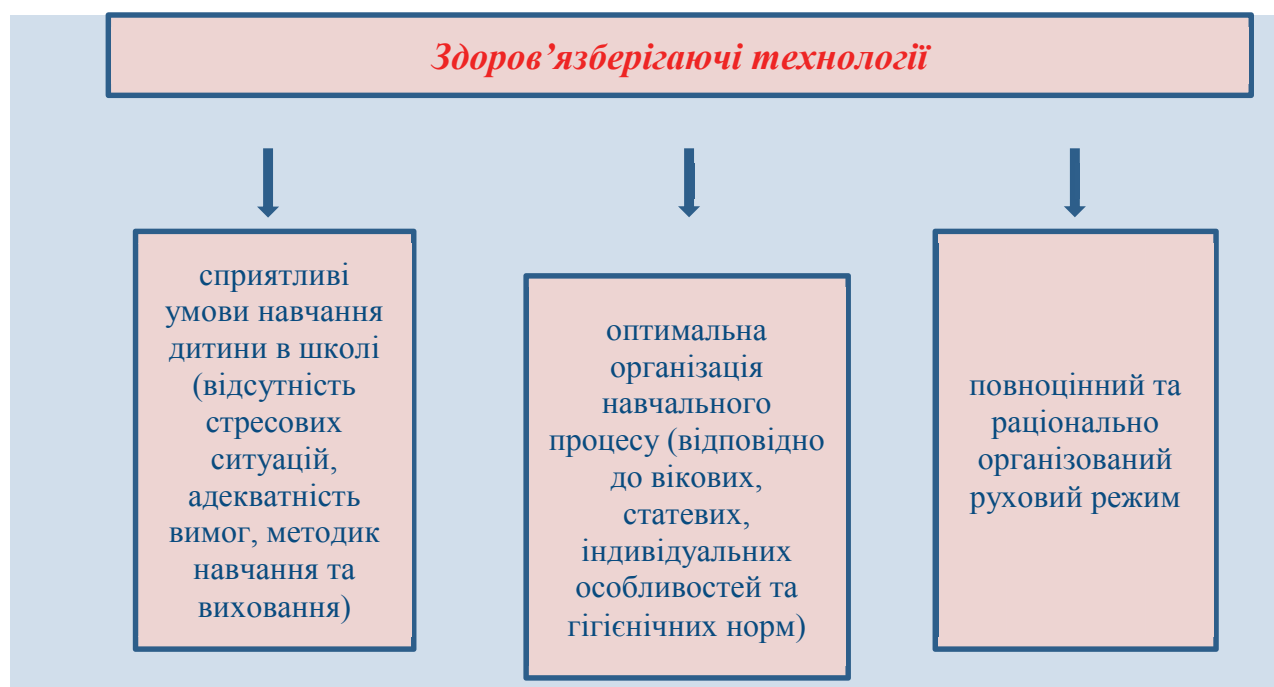 Здоров’язберігаючі технології
сприятливі
умови навчання
дитини в школі
(відсутність
стресових
ситуацій,
адекватність
вимог, методик
навчання та
виховання)
оптимальна
організація
навчального
процесу (відповідно
до вікових,
статевих,
індивідуальних
особливостей та
гігієнічних норм)
повноцінний та
раціонально
організований
руховий режим